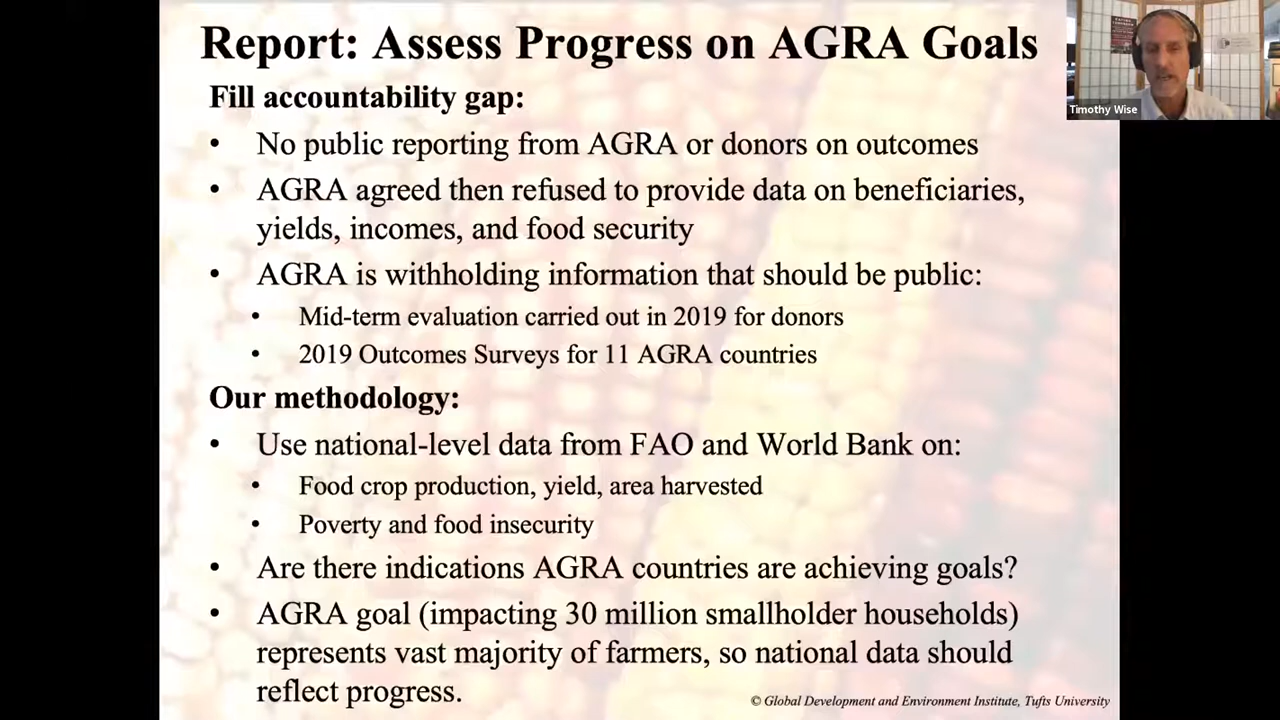 Report: Assess Progress on AGRA Goals
Timothy Wise
Fill accountability gap:
• No public reporting from AGRA or donors on outcomes
• AGRA agreed then refused to provide data on beneficiaries,
yields, incomes, and food security
• AGRA is withholding information that should be public:
• Mid-term evaluation carried out in 2019 for donors
• 2019 Outcomes Surveys for 11 AGRA countries
Our methodology:
• Use national-level data from FAO and World Bank on:
• Food crop production, yield, area harvested
• Poverty and food insecurity
• Are there indications AGRA countries are achieving goals?
• AGRA goal (impacting 30 million smallholder households)
represents vast majority of farmers, so national data should
reflect progress.
© Global Development and Environment Institute, Tufts University